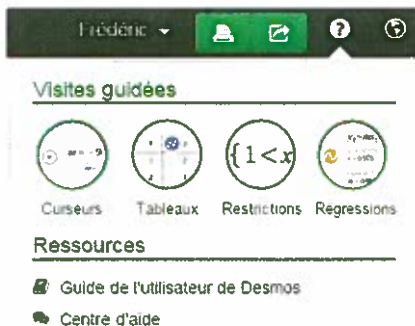 Frédéric
Visites guidées
{1<x
Curseurs Tableaux Restrictions Regressions
Ressources
Guide de l'utilisateur de Desmos
Centre d'aide